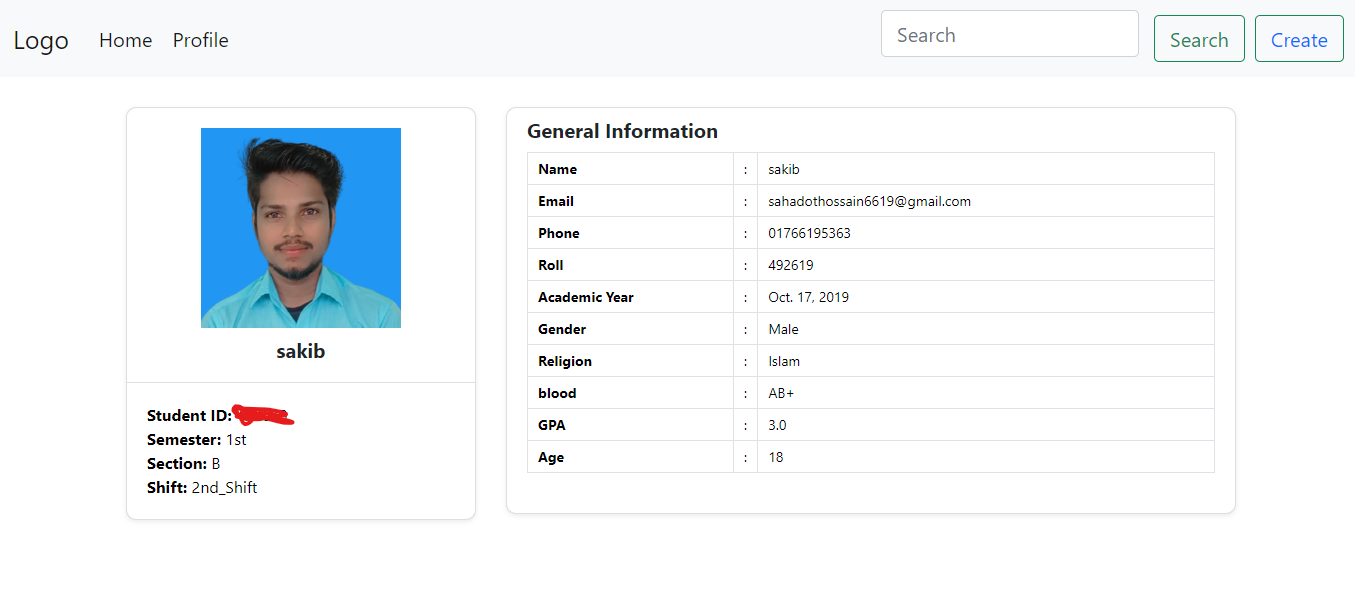 Logo Home Profile Search Search Create
sakib
Student ID:
Semester: 1st
Section: B
Shift: 2nd_Shift
General Information
Name : sakib
Email : sahadothossain6619@gmail.com
Phone : 01766195363
Roll : 492619
Academic Year : Oct. 17, 2019
Gender : Male
Religion : Islam
blood : AB+
GPA : 3.0
Age : 18